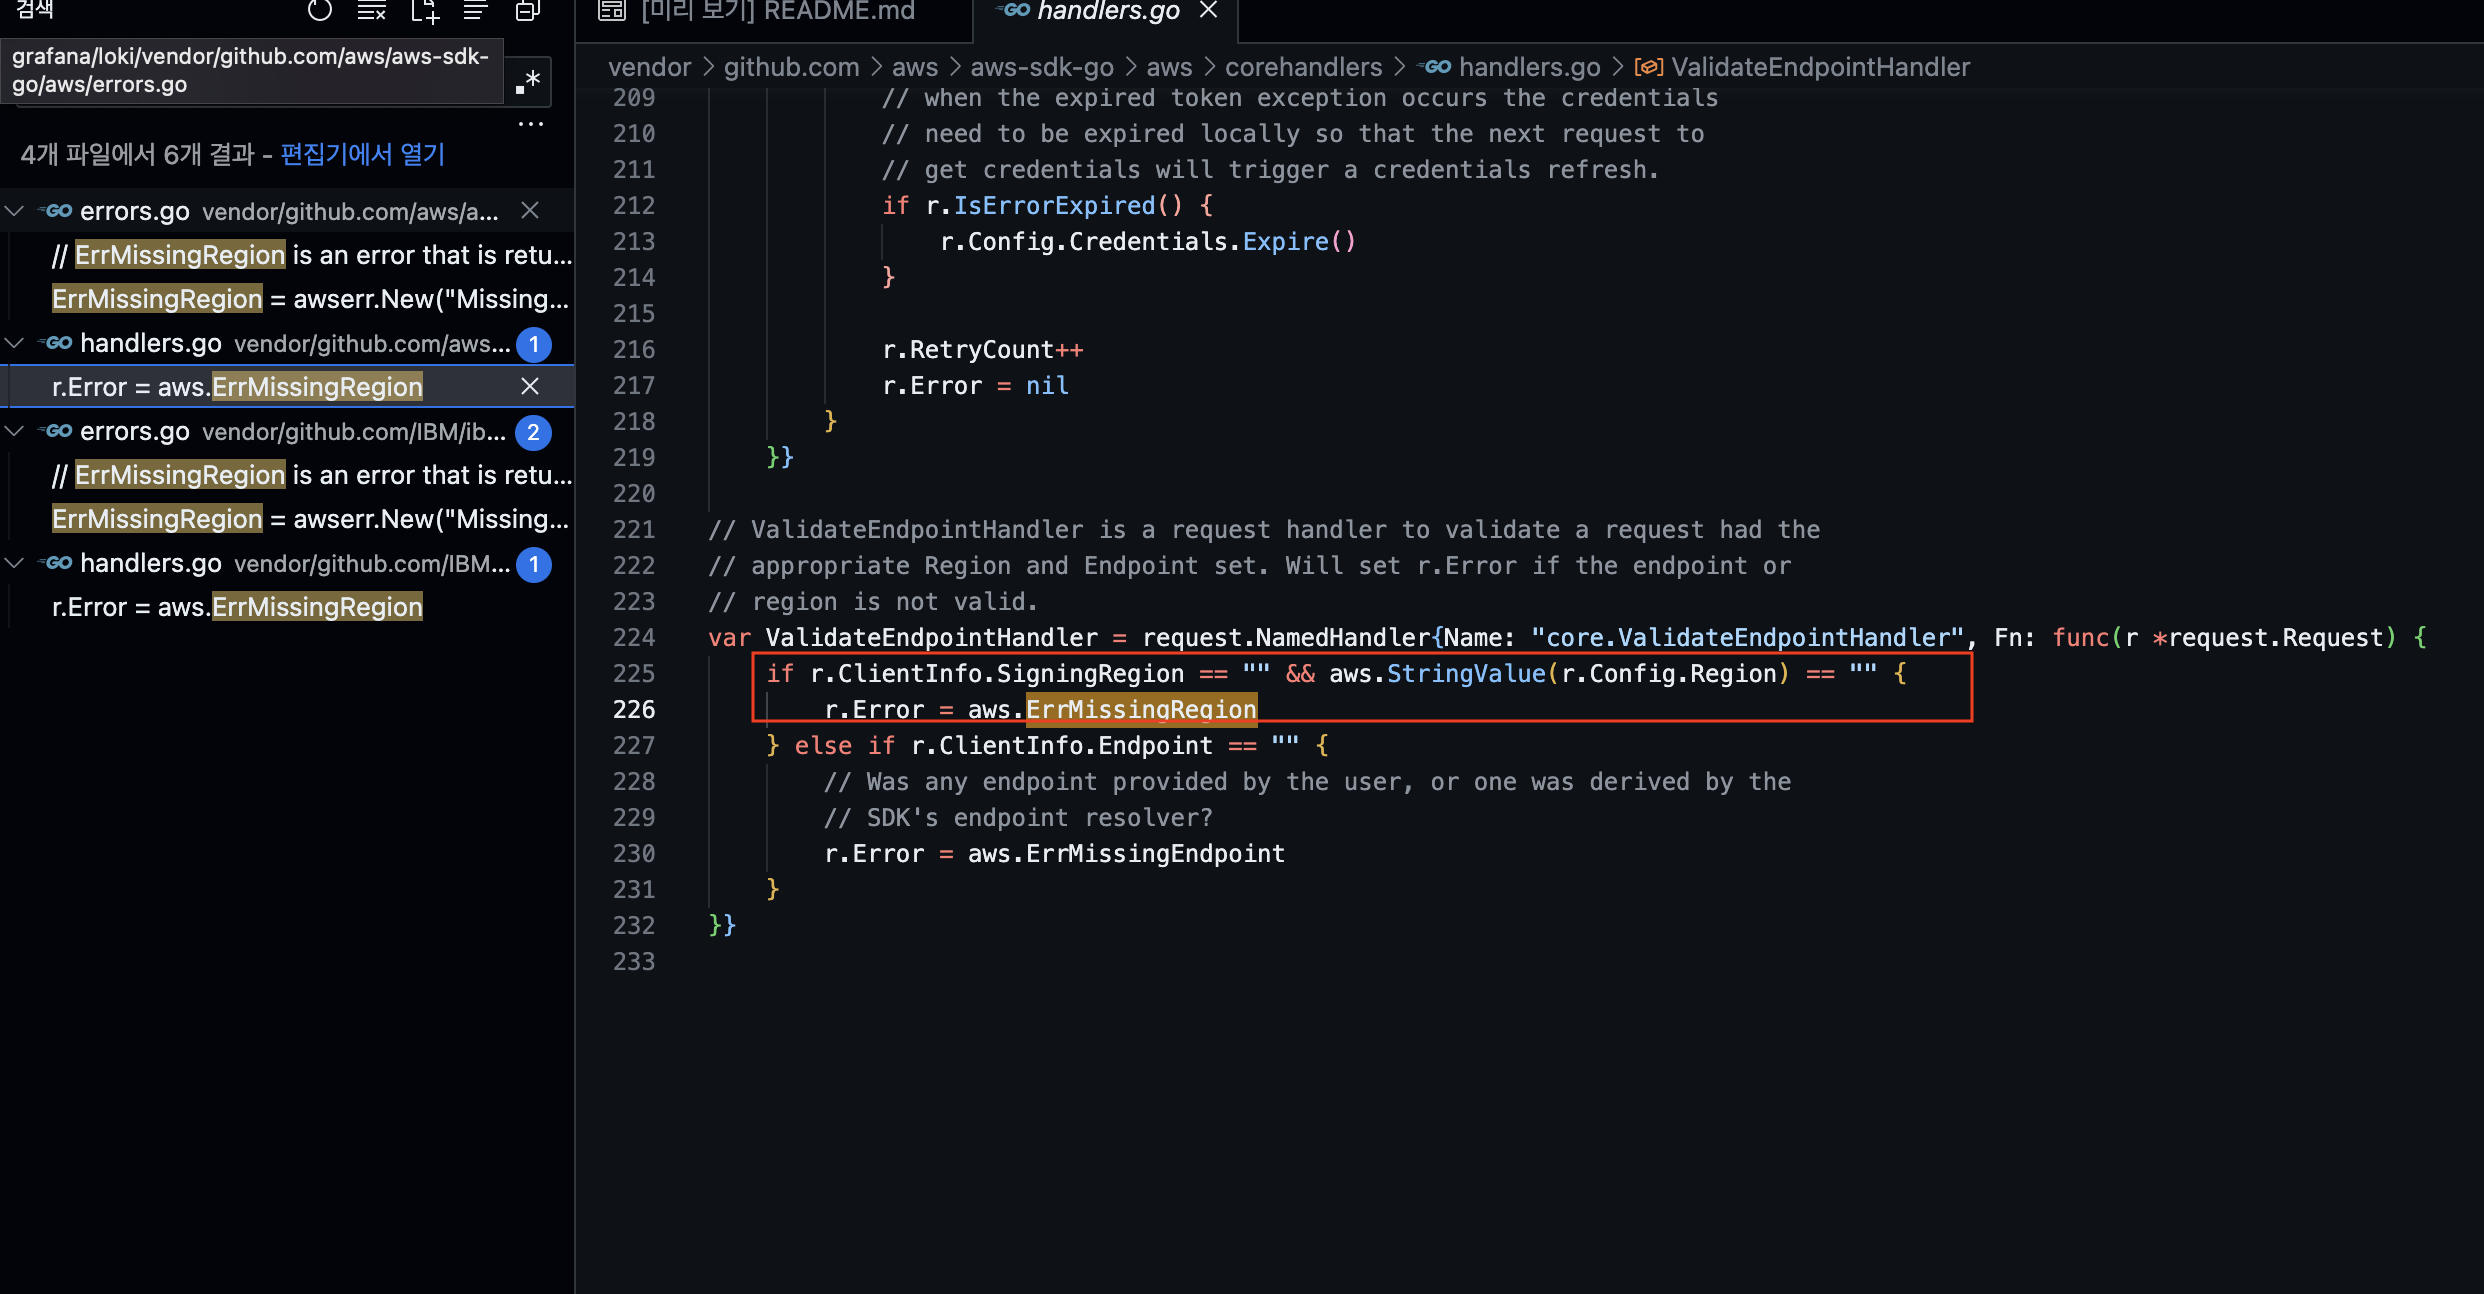 검색
grafana/loki/vendor/github.com/aws/aws-sdk-
go/aws/errors.go
.*
...
4개 파일에서 6개 결과 - 편집기에서 열기
GO errors.go vendor/github.com/aws/a...
// ErrMissingRegion is an error that is retu...
ErrMissingRegion = awserr.New("Missing...
GO handlers.go vendor/github.com/aws... 1
r.Error = aws.ErrMissingRegion
GO errors.go vendor/github.com/IBM/ib... 2
// ErrMissingRegion is an error that is retu...
ErrMissingRegion = awserr.New("Missing...
GO handlers.go vendor/github.com/IBM... 1
r.Error = aws.ErrMissingRegion
[미리 보기] README.md
GO handlers.go
vendor > github.com > aws > aws-sdk-go > aws > corehandlers > GO handlers.go > ValidateEndpointHandler
209 // when the expired token exception occurs the credentials
210 // need to be expired locally so that the next request to
211 // get credentials will trigger a credentials refresh.
212 if r.IsErrorExpired() {
213 r.Config.Credentials.Expire()
214 }
215
216 r.RetryCount++
217 r.Error = nil
218 }
219 }}
220
221 // ValidateEndpointHandler is a request handler to validate a request had the
222 // appropriate Region and Endpoint set. Will set r.Error if the endpoint or
223 // region is not valid.
224 var ValidateEndpointHandler = request.NamedHandler{Name: "core.ValidateEndpointHandler", Fn: func(r *request.Request) {
225 if r.ClientInfo.SigningRegion == "" && aws.StringValue(r.Config.Region) == "" {
226 r.Error = aws.ErrMissingRegion
227 } else if r.ClientInfo.Endpoint == "" {
228 // Was any endpoint provided by the user, or one was derived by the
229 // SDK's endpoint resolver?
230 r.Error = aws.ErrMissingEndpoint
231 }
232 }}
233